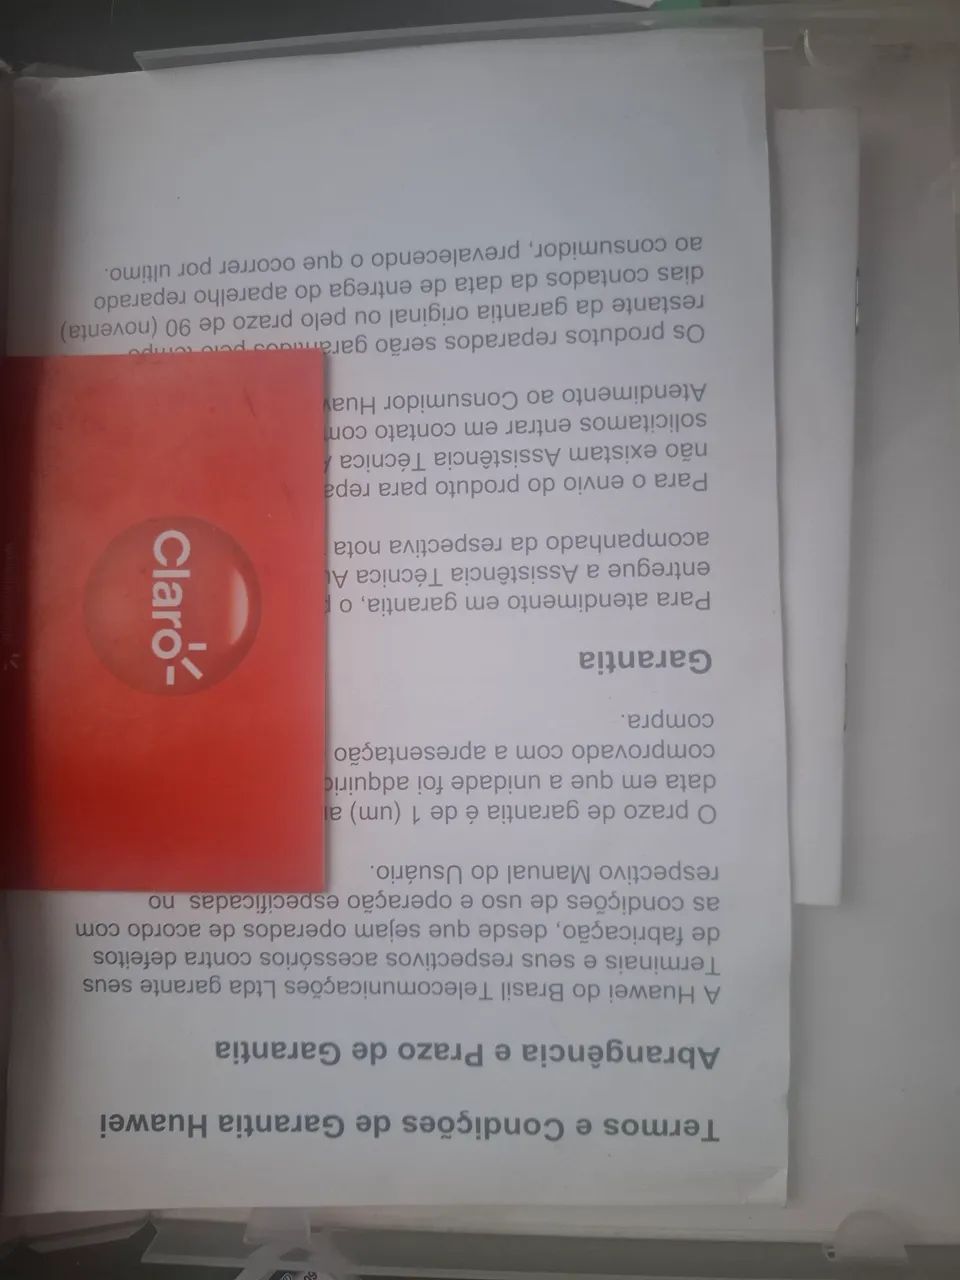 Termos e Condições de Garantia Huawei
Abrangência e Prazo de Garantia
A Huawei do Brasil Telecomunicações Ltda garante seus
Terminais e seus respectivos acessórios contra defeitos
de fabricação, desde que sejam operados de acordo com
as condições de uso e operação especificadas no
respectivo Manual do Usuário.
O prazo de garantia é de 1 (um)
data em que a unidade foi
comprovado com a apresentação
compra.
Garantia
Para atendimento em garantia, o
entregue a Assistência Técnica
acompanhado da respectiva nota
Para o envio do produto para
não existam Assistência Técnica
solicitamos entrar em contato
Atendimento ao Consumidor
Os produtos reparados serão garantidos pelo tempo
restante da garantia original ou pelo prazo de 90 (noventa)
dias contados da data de entrega do aparelho reparado
ao consumidor, prevalecendo o que ocorrer por ultimo.
Claro